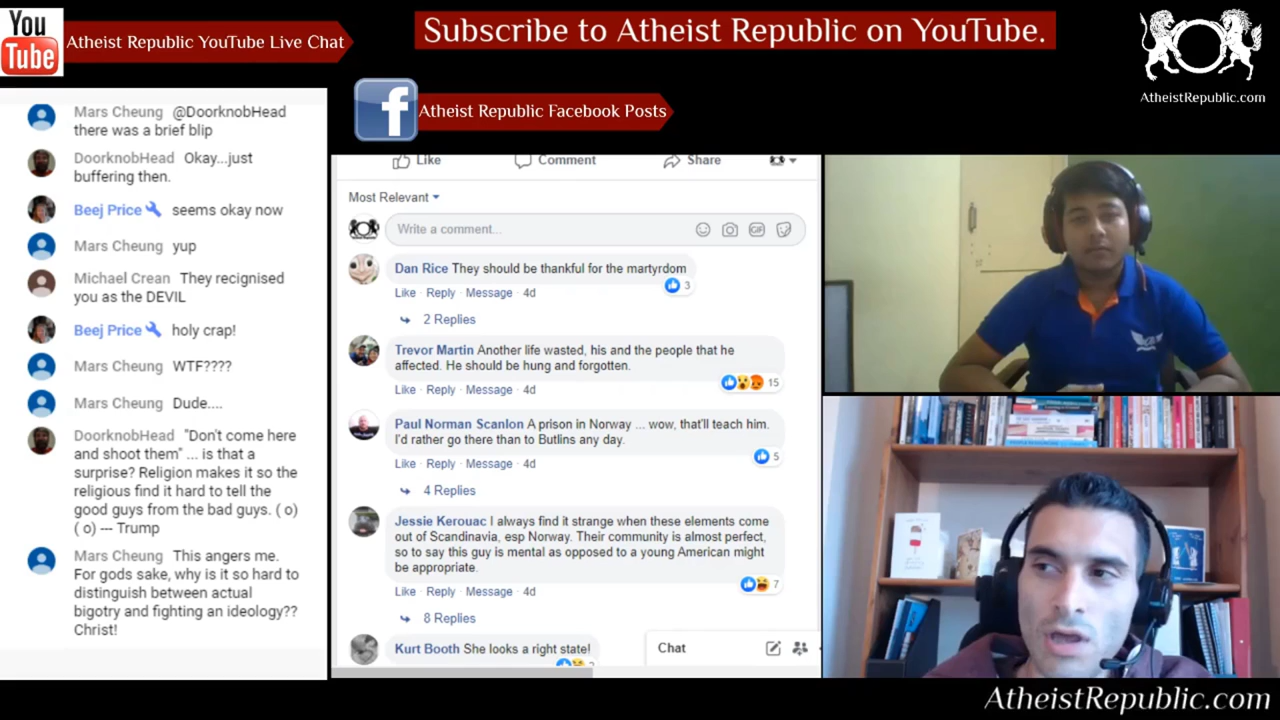 You
Tube
Atheist Republic YouTube Live Chat
Subscribe to Atheist Republic on YouTube.
AtheistRepublic.com
Atheist Republic Facebook Posts
Mars Cheung @DoorknobHead
there was a brief blip
DoorknobHead Okay...just
buffering then.
Beej Price seems okay now
Mars Cheung yup
Michael Crean They recignised
you as the DEVIL
Beej Price holy crap!
Mars Cheung WTF????
Mars Cheung Dude....
DoorknobHead "Don't come here
and shoot them" ... is that a
surprise? Religion makes it so the
religious find it hard to tell the
good guys from the bad guys. ( o)
( o) --- Trump
Mars Cheung This angers me.
For gods sake, why is it so hard to
distinguish between actual
bigotry and fighting an ideology??
Christ!
Like Comment Share
Most Relevant
Write a comment...
GIF
Dan Rice They should be thankful for the martyrdom
3
Like · Reply · Message · 4d
2 Replies
Trevor Martin Another life wasted, his and the people that he
affected. He should be hung and forgotten.
15
Like · Reply · Message · 4d
Paul Norman Scanlon A prison in Norway ... wow, that'll teach him.
I'd rather go there than to Butlins any day.
5
Like · Reply · Message · 4d
4 Replies
Jessie Kerouac I always find it strange when these elements come
out of Scandinavia, esp Norway. Their community is almost perfect,
so to say this guy is mental as opposed to a young American might
be appropriate.
7
Like · Reply · Message · 4d
8 Replies
Kurt Booth She looks a right state!
Chat
AtheistRepublic.com